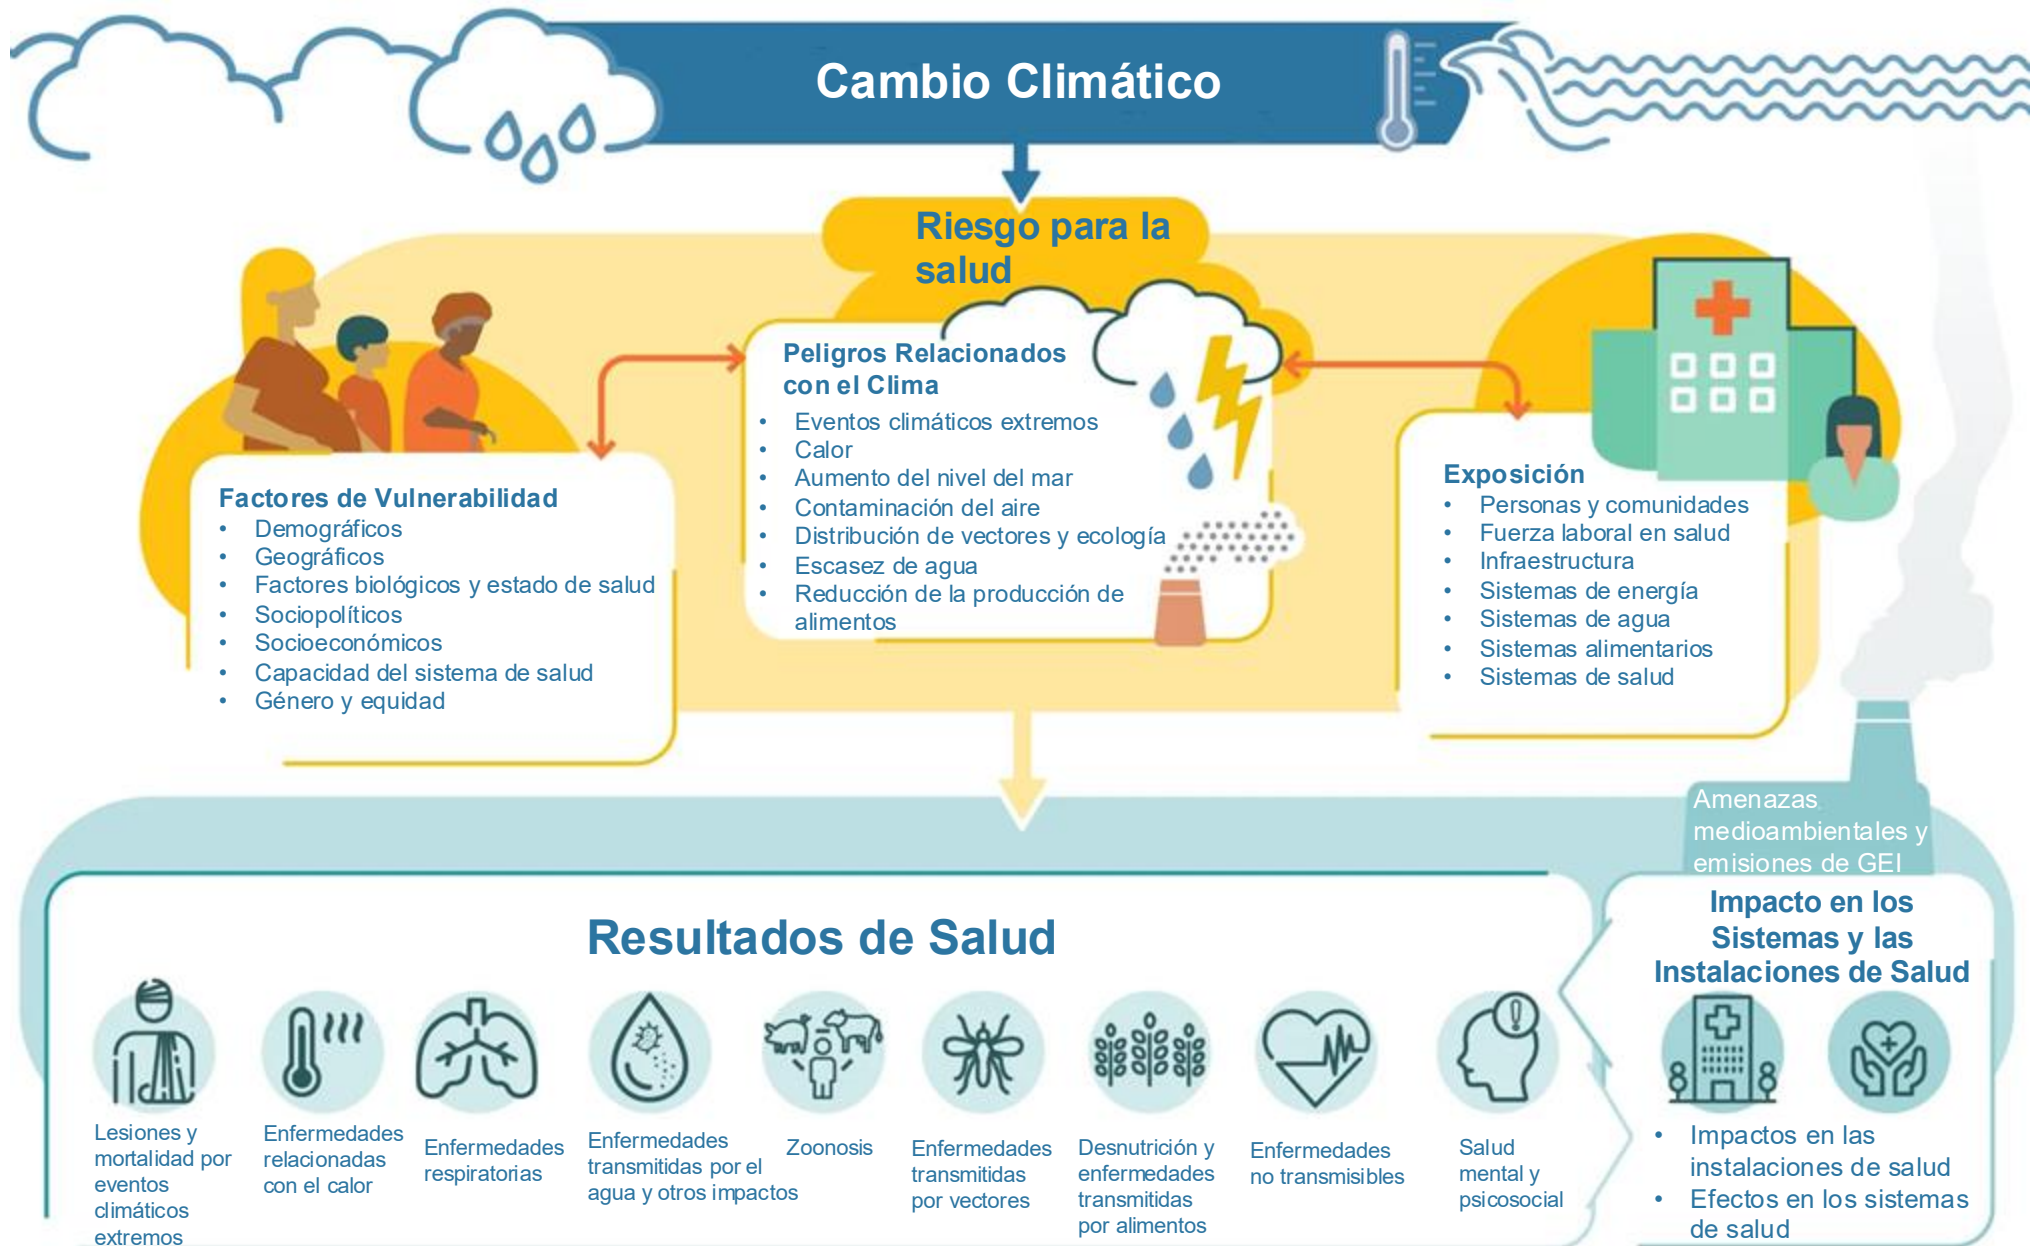 Cambio Climático
Riesgo para la
salud
Peligros Relacionados
con el Clima
• Eventos climáticos extremos
• Calor
• Aumento del nivel del mar
• Contaminación del aire
• Distribución de vectores y ecología
• Escasez de agua
• Reducción de la producción de
alimentos
Factores de Vulnerabilidad
• Demográficos
• Geográficos
• Factores biológicos y estado de salud
• Sociopolíticos
• Socioeconómicos
• Capacidad del sistema de salud
• Género y equidad
Exposición
• Personas y comunidades
• Fuerza laboral en salud
• Infraestructura
• Sistemas de energía
• Sistemas de agua
• Sistemas alimentarios
• Sistemas de salud
Amenazas
medioambientales y
emisiones de GEI
Resultados de Salud
Lesiones y
mortalidad por
eventos
climáticos
extremos
Enfermedades
relacionadas
con el calor
Enfermedades
respiratorias
Enfermedades
transmitidas por el
agua y otros impactos
Zoonosis
Enfermedades
transmitidas
por vectores
Desnutrición y
enfermedades
transmitidas
por alimentos
Enfermedades
no transmisibles
Salud
mental y
psicosocial
Impacto en los
Sistemas y las
Instalaciones de Salud
• Impactos en las
instalaciones de salud
• Efectos en los sistemas
de salud